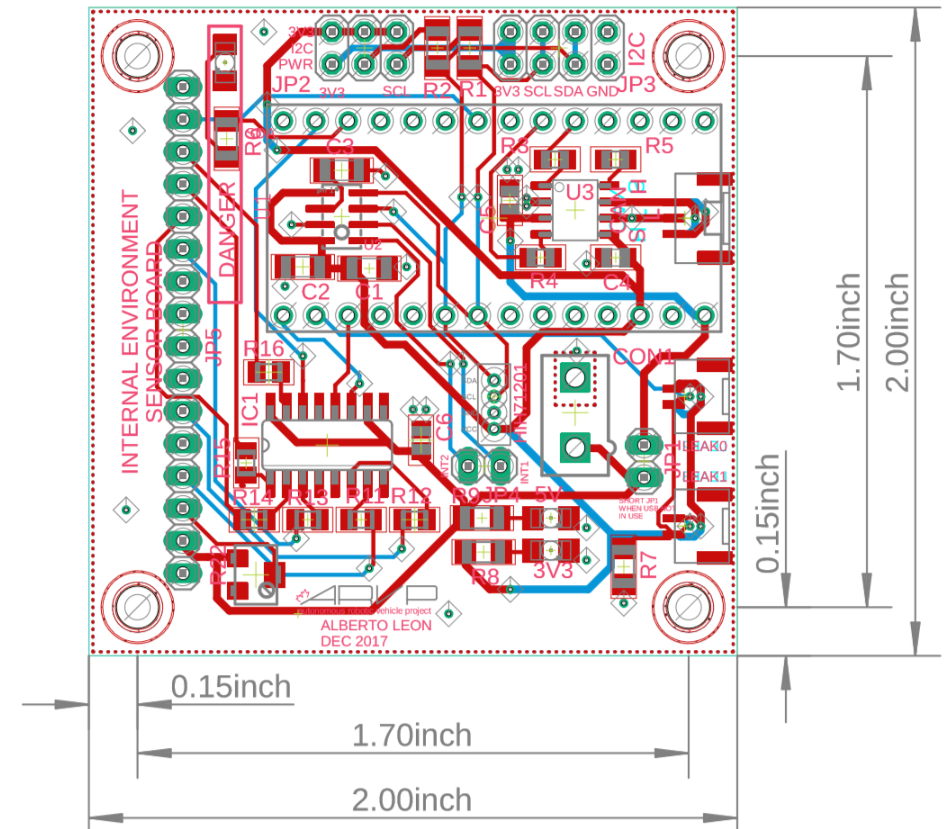 3V3
I2C
PWR
JP2
3V3
SCL
R2
R1
3V3 SCL SDA GND
JP3
I2C
R6
DANGER
C3
U2
C2
C1
R3
R5
U3
C5
R4
C4
INTERNAL ENVIRONMENT
SENSOR BOARD
JP5
R16
IC1
R15
R14
R13
R11
R12
C6
INT2
INT1
R9
JP4
5V
R8
3V3
R7
CON1
JP1
LEAK0
LEAK1
SHORT JP1
WHEN USB NOT
IN USE
autonomous robotic vehicle project
ALBERTO LEON
DEC 2017
0.15inch
1.70inch
2.00inch
1.70inch
2.00inch
0.15inch